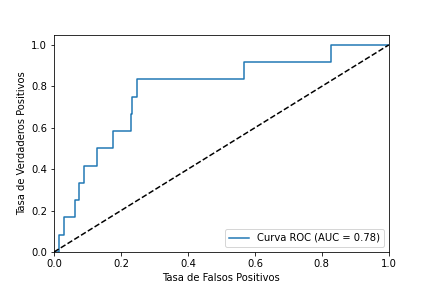 1.0
0.8
0.6
0.4
0.2
0.0
Tasa de Verdaderos Positivos
Curva ROC (AUC = 0.78)
0.0 0.2 0.4 0.6 0.8 1.0
Tasa de Falsos Positivos